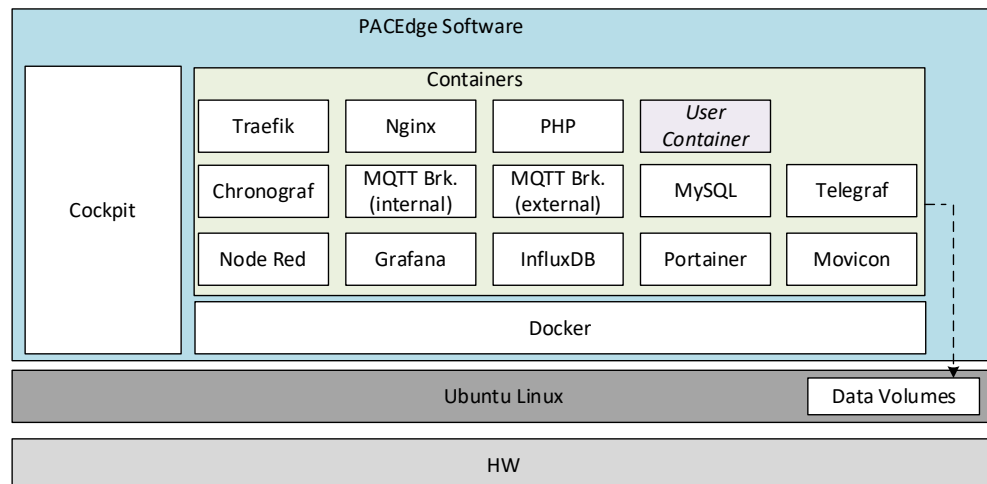 PACEdge Software
Containers
Traefik
Nginx
PHP
User
Container
Cockpit
Chronograf
MQTT Brk.
(internal)
MQTT Brk.
(external)
MySQL
Telegraf
Node Red
Grafana
InfluxDB
Portainer
Movicon
Docker
Ubuntu Linux
Data Volumes
HW